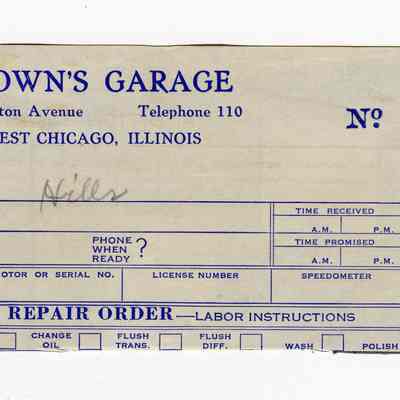 OWN'S GARAGE
ton Avenue Telephone 110
EST CHICAGO, ILLINOIS
Nº
Hills
TIME RECEIVED
A.M. P.M.
PHONE WHEN READY ?
TIME PROMISED
A.M. P.M.
OTOR OR SERIAL NO. LICENSE NUMBER SPEEDOMETER
REPAIR ORDER—LABOR INSTRUCTIONS
CHANGE OIL FLUSH TRANS. FLUSH DIFF. WASH POLISH